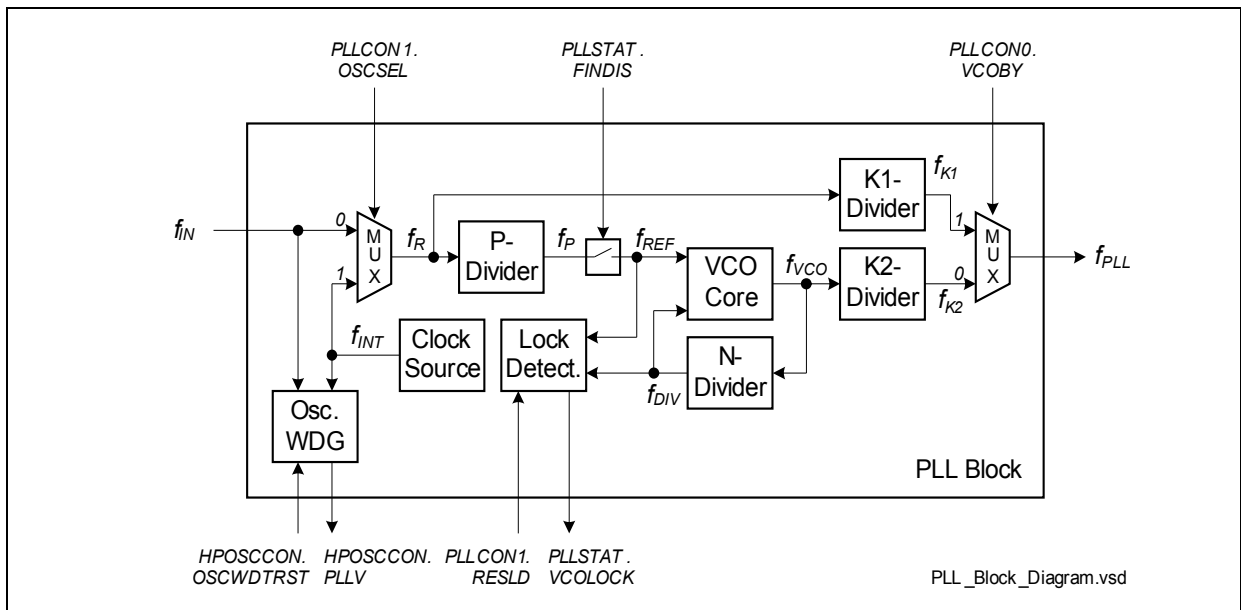 PLLCON1.
OSCSEL
PLLSTAT.
FINDIS
PLLCON0.
VCOBY
fIN
0
1
MUX
fR
P-
Divider
fP
fREF
VCO
Core
fVCO
K1-
Divider
fK1
K2-
Divider
fK2
1
0
MUX
fPLL
fINT
Clock
Source
Lock
Detect.
fDIV
N-
Divider
Osc.
WDG
PLL Block
HPOSCCON.
OSCWDTRST
HPOSCCON.
PLLV
PLLCON1.
RESLD
PLLSTAT.
VCOLOCK
PLL_Block_Diagram.vsd